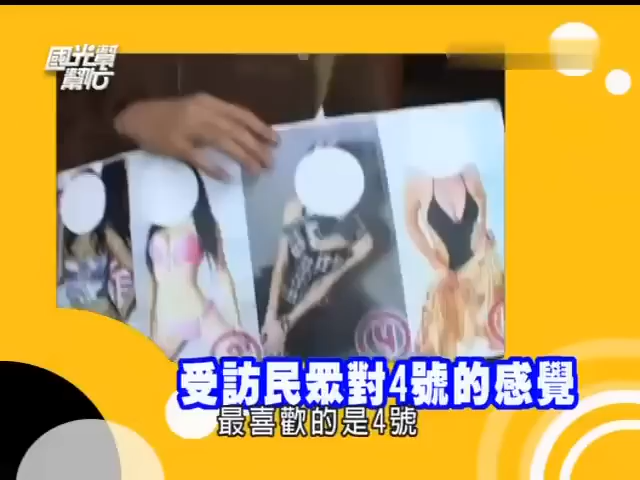 國光幫
幫忙
受訪民眾對4號的感覺
最喜歡的是4號